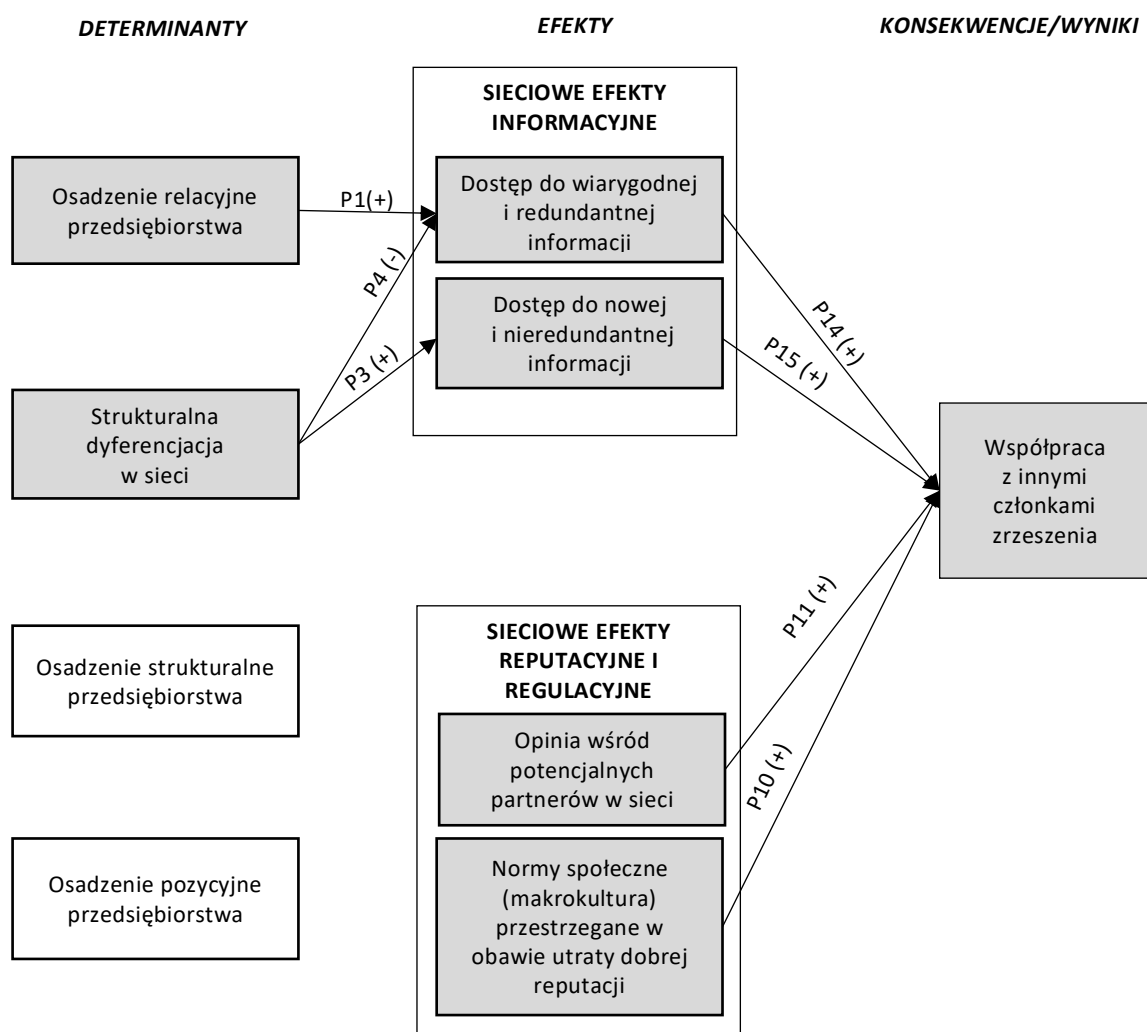 DETERMINANTY
EFEKTY
KONSEKWENCJE/WYNIKI
SIECIOWE EFEKTY
INFORMACYJNE
Osadzenie relacyjne
przedsiębiorstwa
P1(+)
Dostęp do wiarygodnej
i redundantnej
informacji
P4 (-)
P3 (+)
Dostęp do nowej
i nieredundantnej
informacji
P14 (+)
P15 (+)
Strukturalna
dyferencjacja
w sieci
Współpraca
z innymi
członkami
zrzeszenia
P11 (+)
P10 (+)
Osadzenie strukturalne
przedsiębiorstwa
SIECIOWE EFEKTY
REPUTACYJNE I
REGULACYJNE
Opinia wśród
potencjalnych
partnerów w sieci
Osadzenie pozycyjne
przedsiębiorstwa
Normy społeczne
(makrokultura)
przestrzegane w
obawie utraty dobrej
reputacji